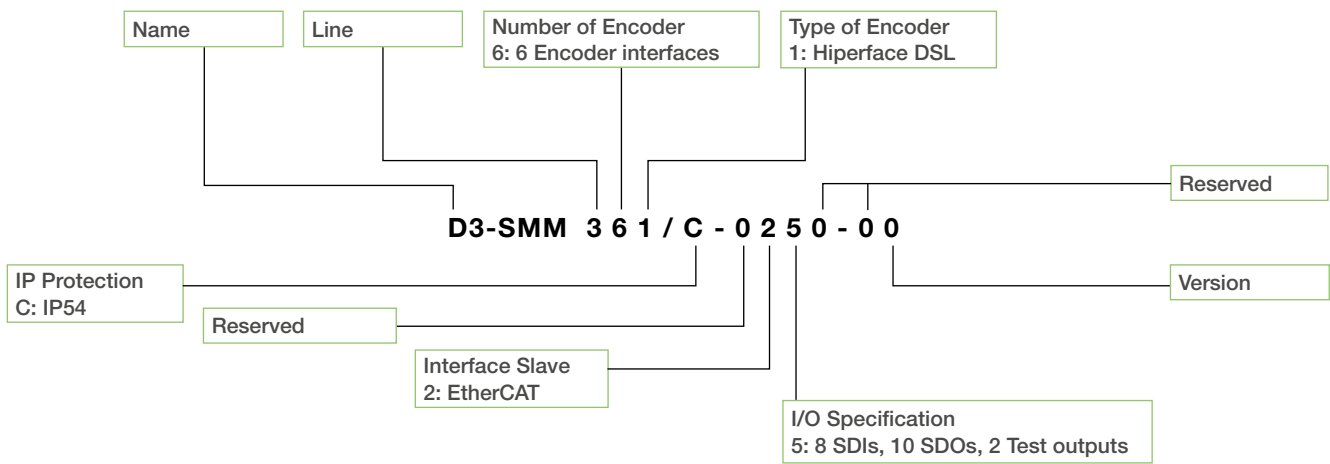 Name
Line
Number of Encoder
6: 6 Encoder interfaces
Type of Encoder
1: Hiperface DSL
Reserved
D3-SMM 3 6 1 / C - 0 2 5 0 - 0 0
IP Protection
C: IP54
Version
Reserved
Interface Slave
2: EtherCAT
I/O Specification
5: 8 SDIs, 10 SDOs, 2 Test outputs